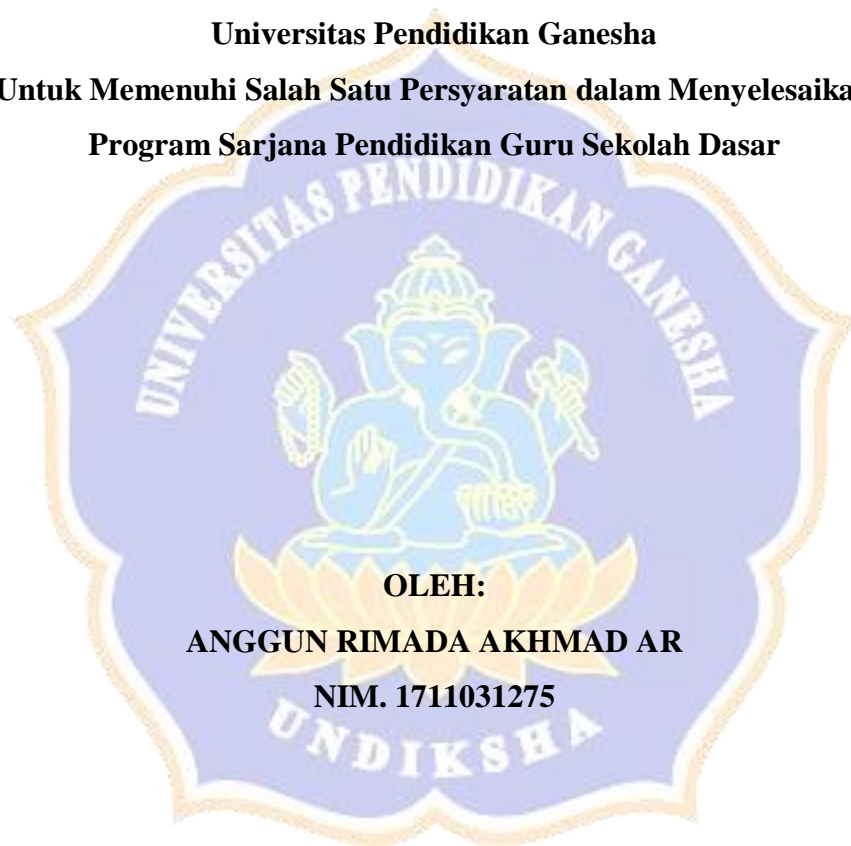 Universitas Pendidikan Ganesha
Untuk Memenuhi Salah Satu Persyaratan dalam Menyelesaika
Program Sarjana Pendidikan Guru Sekolah Dasar
UNIVERSITAS PENDIDIKAN GANESHA
OLEH:
ANGGUN RIMADA AKHMAD AR
NIM. 1711031275
UNDIKSHA